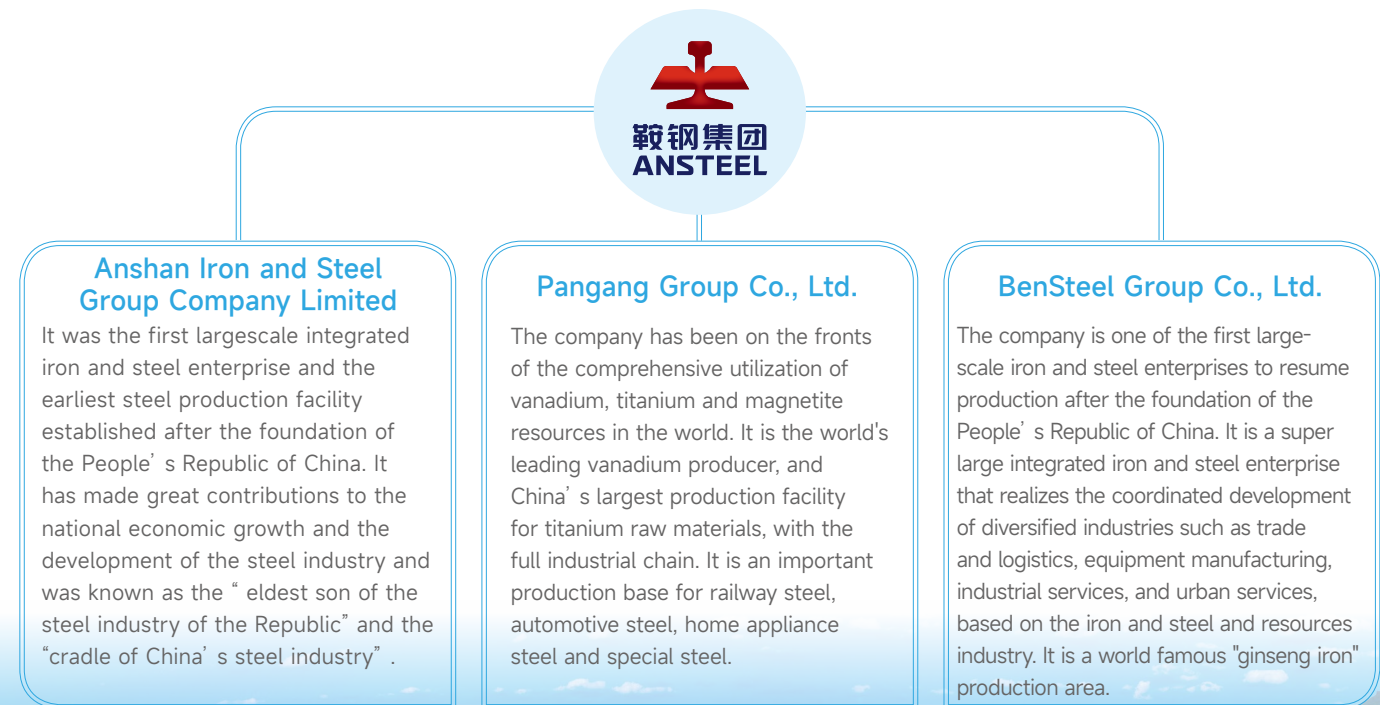 鞍钢集团
ANSTEEL
Anshan Iron and Steel
Group Company Limited
It was the first largescale integrated
iron and steel enterprise and the
earliest steel production facility
established after the foundation of
the People’ s Republic of China. It
has made great contributions to the
national economic growth and the
development of the steel industry and
was known as the “ eldest son of the
steel industry of the Republic” and the
“cradle of China’ s steel industry” .
Pangang Group Co., Ltd.
The company has been on the fronts
of the comprehensive utilization of
vanadium, titanium and magnetite
resources in the world. It is the world's
leading vanadium producer, and
China’ s largest production facility
for titanium raw materials, with the
full industrial chain. It is an important
production base for railway steel,
automotive steel, home appliance
steel and special steel.
BenSteel Group Co., Ltd.
The company is one of the first large-
scale iron and steel enterprises to resume
production after the foundation of the
People’ s Republic of China. It is a super
large integrated iron and steel enterprise
that realizes the coordinated development
of diversified industries such as trade
and logistics, equipment manufacturing,
industrial services, and urban services,
based on the iron and steel and resources
industry. It is a world famous "ginseng iron"
production area.